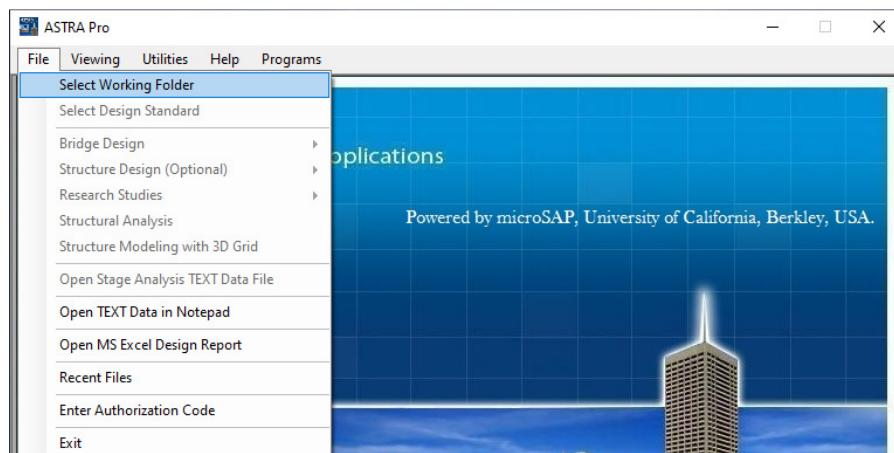 ASTRA Pro
File Viewing Utilities Help Programs
Select Working Folder
Select Design Standard
Bridge Design
Structure Design (Optional)
Research Studies
Structural Analysis
Structure Modeling with 3D Grid
Open Stage Analysis TEXT Data File
Open TEXT Data in Notepad
Open MS Excel Design Report
Recent Files
Enter Authorization Code
Exit
pplications
Powered by microSAP, University of California, Berkley, USA.